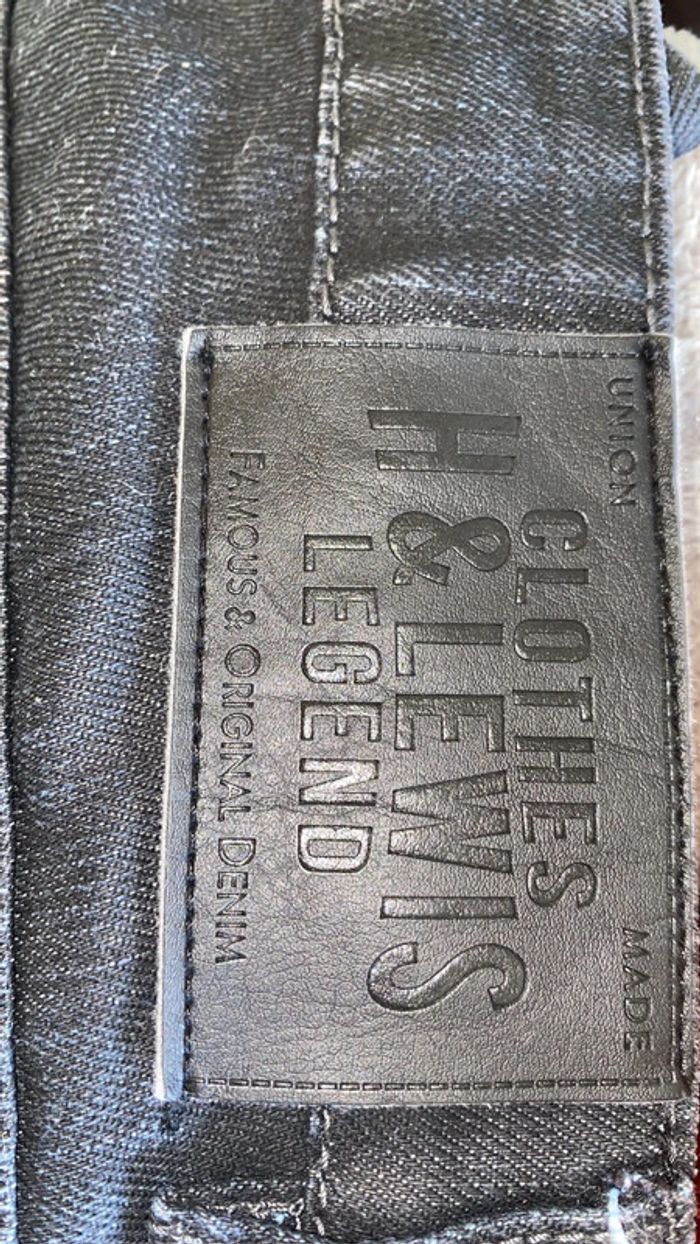 UNION MADE
CLOTHES
H & LEWIS
LEGEND
FAMOUS & ORIGINAL DENIM